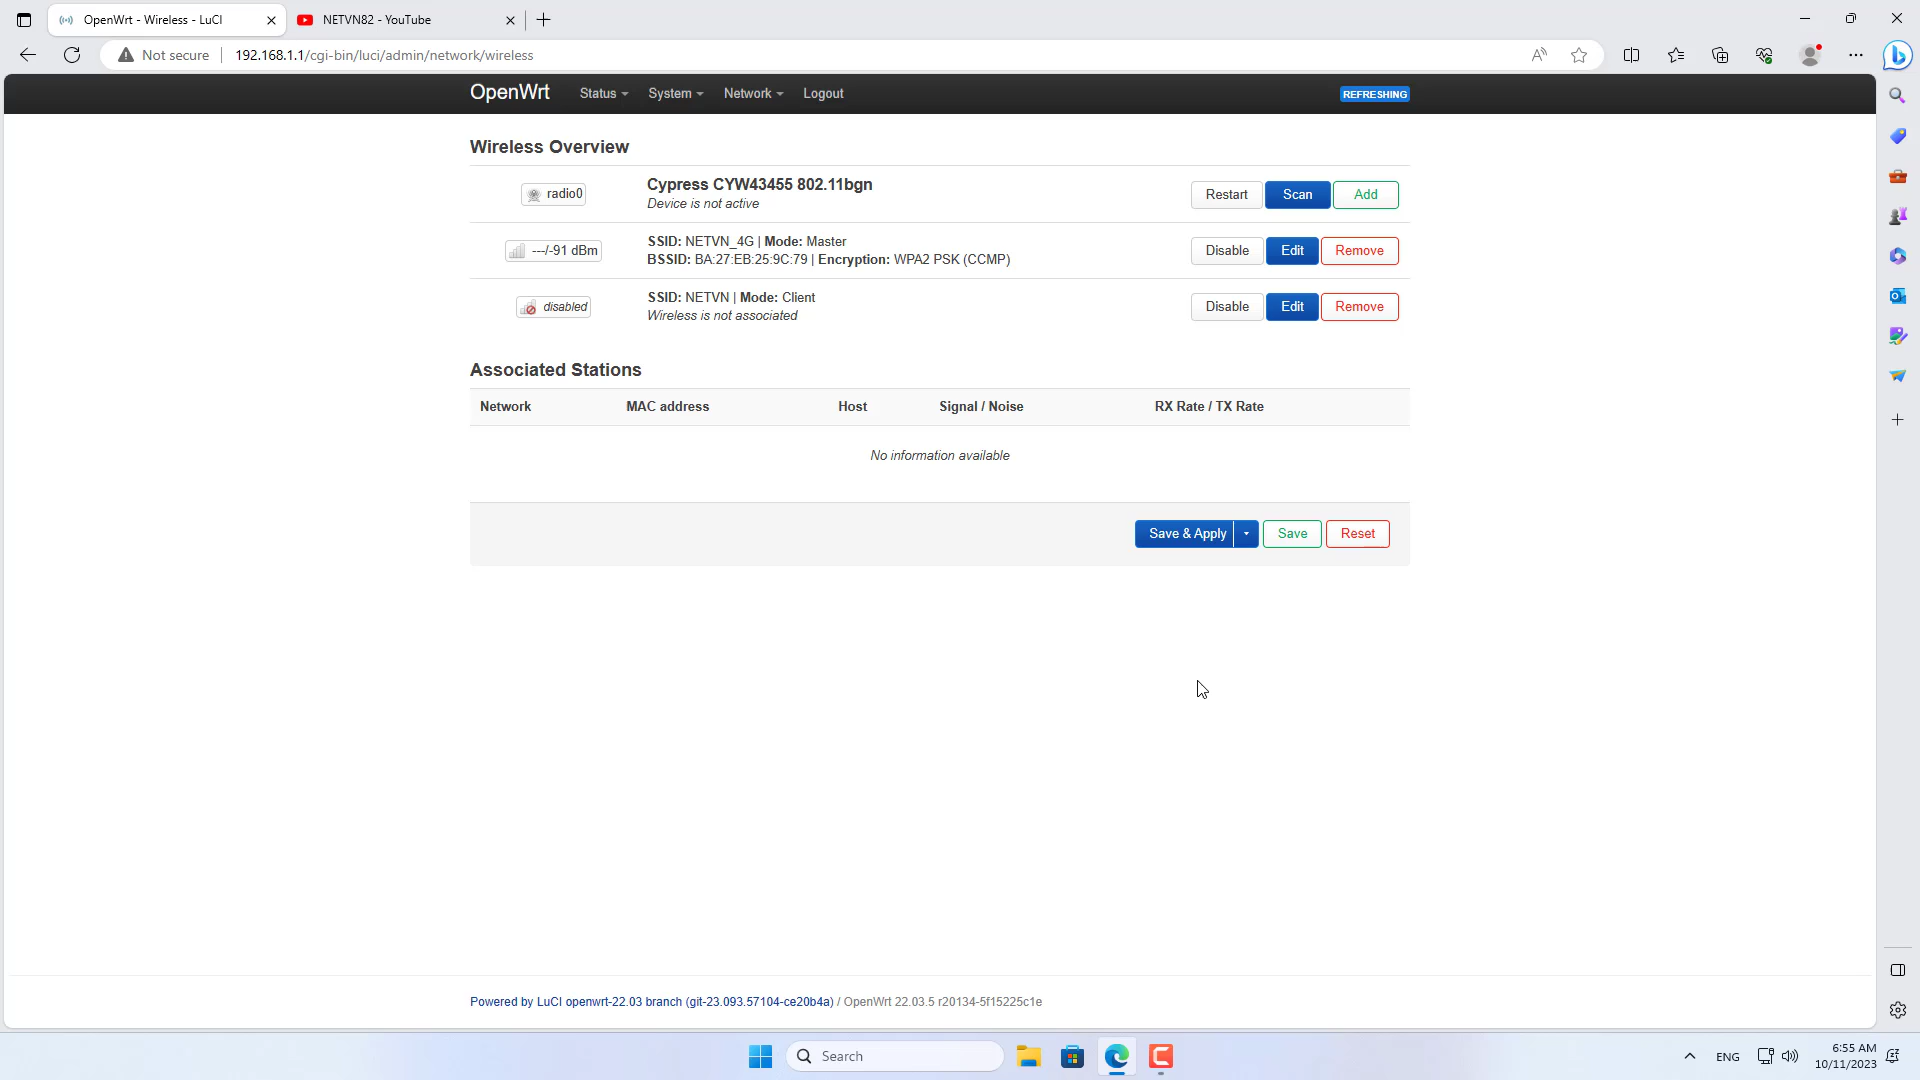 OpenWrt - Wireless - LuCI
NETVN82 - YouTube
Not secure
192.168.1.1/cgi-bin/luci/admin/network/wireless
OpenWrt
Status
System
Network
Logout
REFRESHING
Wireless Overview
radio0
Cypress CYW43455 802.11bgn
Device is not active
Restart
Scan
Add
---/-91 dBm
SSID: NETVN_4G | Mode: Master
BSSID: BA:27:EB:25:9C:79 | Encryption: WPA2 PSK (CCMP)
Disable
Edit
Remove
disabled
SSID: NETVN | Mode: Client
Wireless is not associated
Disable
Edit
Remove
Associated Stations
Network MAC address Host Signal / Noise RX Rate / TX Rate
No information available
Save & Apply
Save
Reset
Powered by LuCI openwrt-22.03 branch (git-23.093.57104-ce20b4a) / OpenWrt 22.03.5 r20134-5f15225c1e
Search
ENG
6:55 AM
10/11/2023